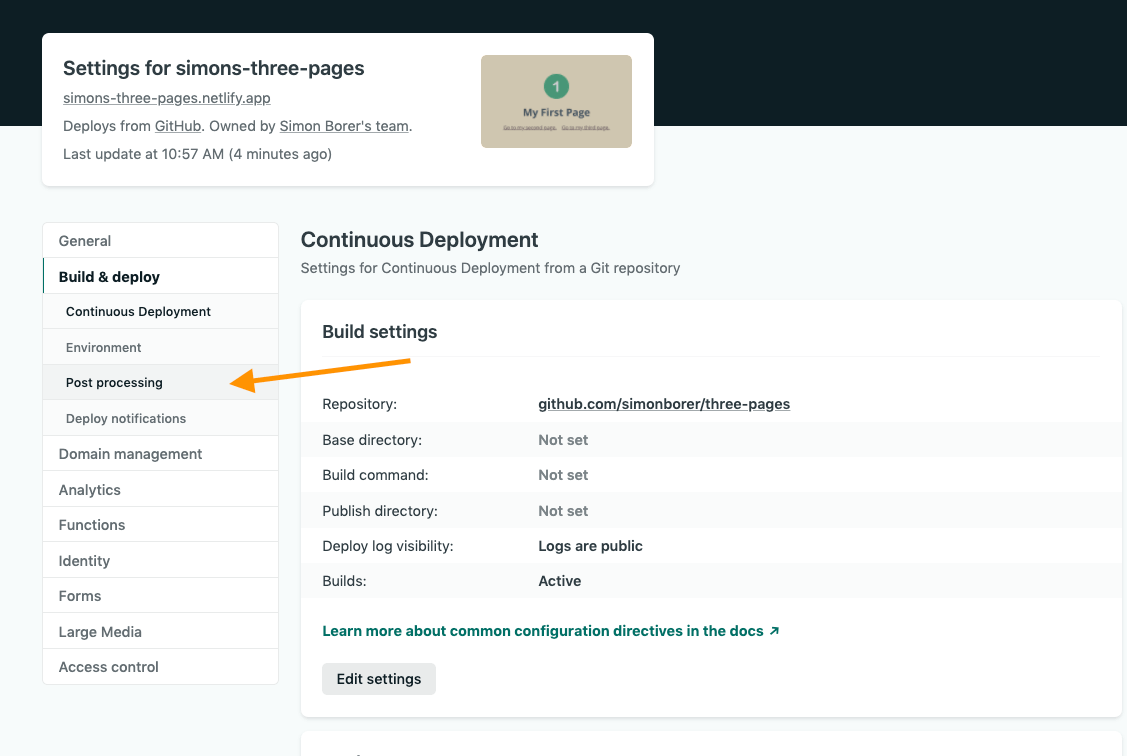 Settings for simons-three-pages
simons-three-pages.netlify.app
Deploys from GitHub. Owned by Simon Borer's team.
Last update at 10:57 AM (4 minutes ago)
1
My First Page
Go to my second page. Go to my third page.
General
Build & deploy
Continuous Deployment
Environment
Post processing
Deploy notifications
Domain management
Analytics
Functions
Identity
Forms
Large Media
Access control
Continuous Deployment
Settings for Continuous Deployment from a Git repository
Build settings
Repository: github.com/simonborer/three-pages
Base directory: Not set
Build command: Not set
Publish directory: Not set
Deploy log visibility: Logs are public
Builds: Active
Learn more about common configuration directives in the docs ↗
Edit settings